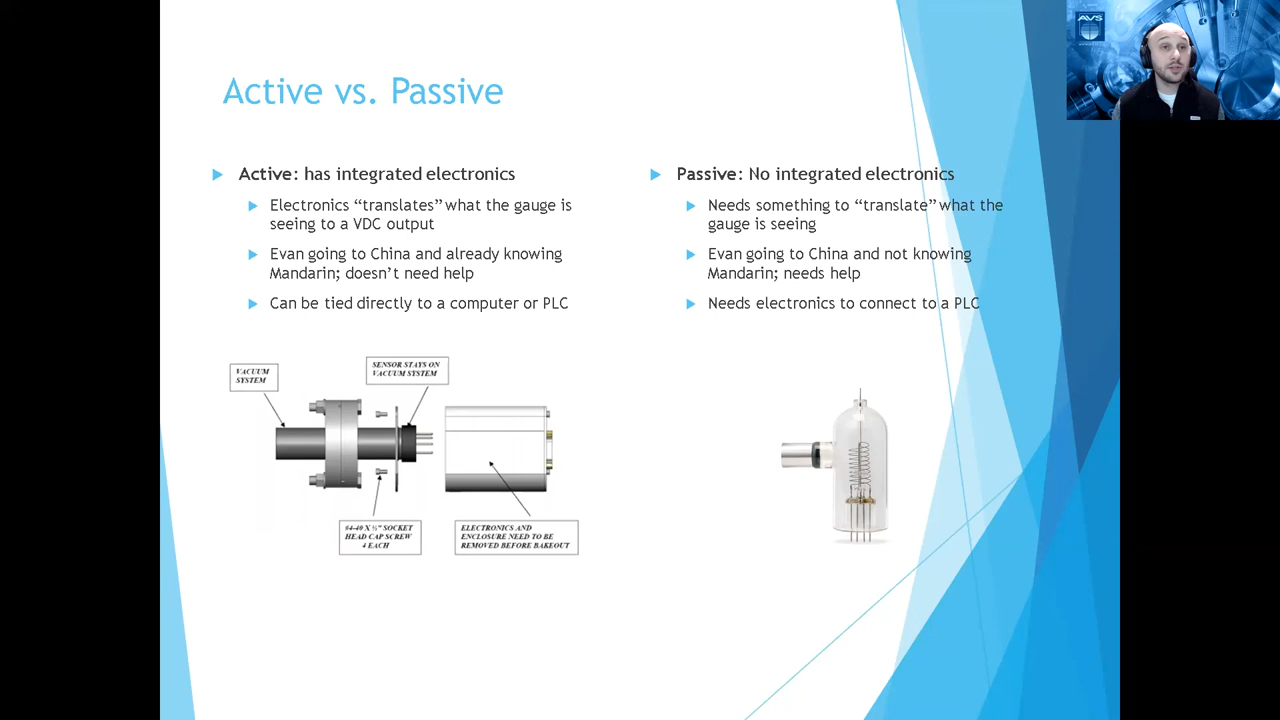 AVS
Active vs. Passive
Active: has integrated electronics
Electronics “translates” what the gauge is
seeing to a VDC output
Evan going to China and already knowing
Mandarin; doesn’t need help
Can be tied directly to a computer or PLC
Passive: No integrated electronics
Needs something to “translate” what the
gauge is seeing
Evan going to China and not knowing
Mandarin; needs help
Needs electronics to connect to a PLC
VACUUM
SYSTEM
SENSOR STAYS ON
VACUUM SYSTEM
#4-40 X ½" SOCKET
HEAD CAP SCREW
4 EACH
ELECTRONICS AND
ENCLOSURE NEED TO BE
REMOVED BEFORE BAKEOUT